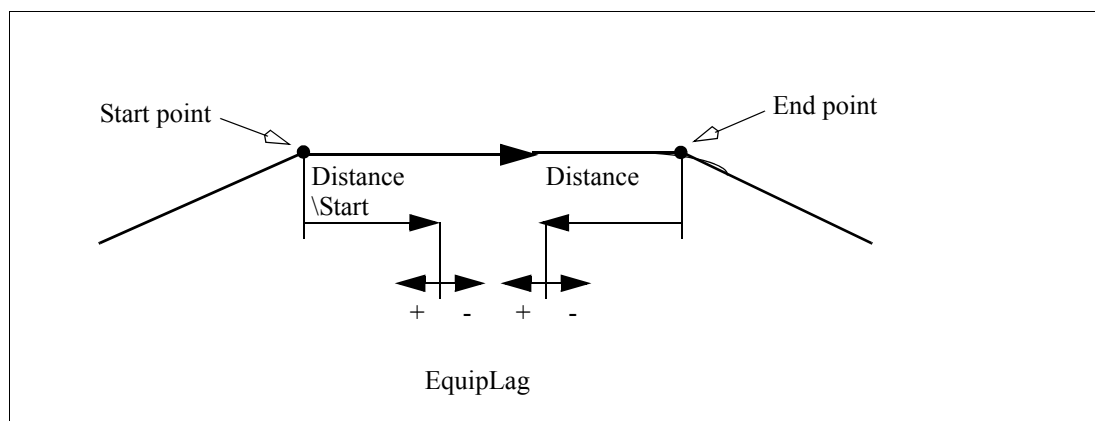 Start point
End point
Distance
\Start
Distance
+ - + -
EquipLag